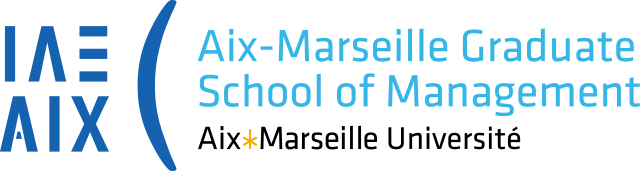 IAE
AIX
Aix-Marseille Graduate
School of Management
Aix*Marseille Université